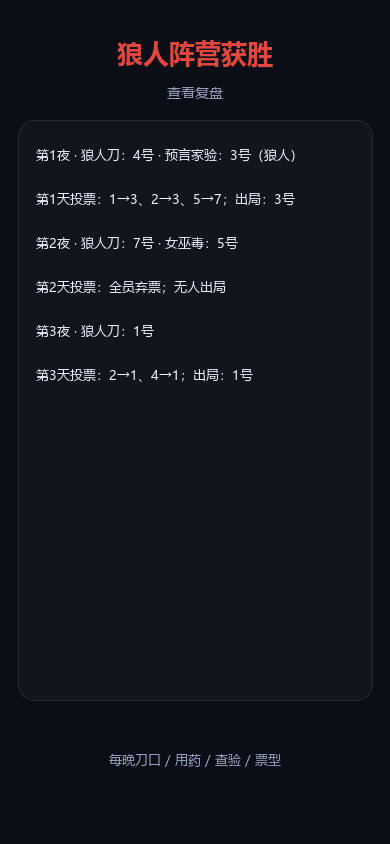 狼人阵营获胜
查看复盘
第1夜 · 狼人刀：4号 · 预言家验：3号（狼人）
第1天投票：1→3、2→3、5→7；出局：3号
第2夜 · 狼人刀：7号 · 女巫毒：5号
第2天投票：全员弃票；无人出局
第3夜 · 狼人刀：1号
第3天投票：2→1、4→1；出局：1号
每晚刀口 / 用药 / 查验 / 票型